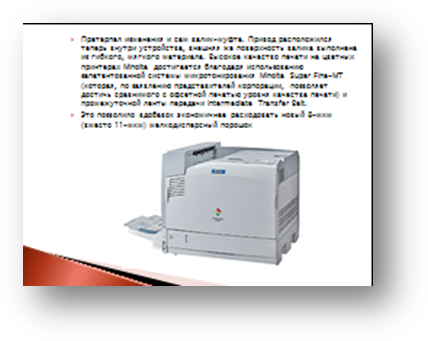 Претерпел изменения и сам валик-муфта. Привод расположился
теперь внутри устройства, внешняя же поверхность валика выполнена
из гибкого, мягкого материала. Высокое качество печати на цветных
принтерах Minolta достигается благодаря использованию
запатентованной системы микротонирования Minolta Super Fine-MT
(которая, по заявлению представителей корпорации, позволяет
достичь сравнимого с офсетной печатью уровня качества печати) и
промежуточной ленты передачи Intermediate Transfer Belt.
Это позволило вдобавок экономичнее расходовать новый 8-мкм
(вместо 11-мкм) мелкодисперсный порошок